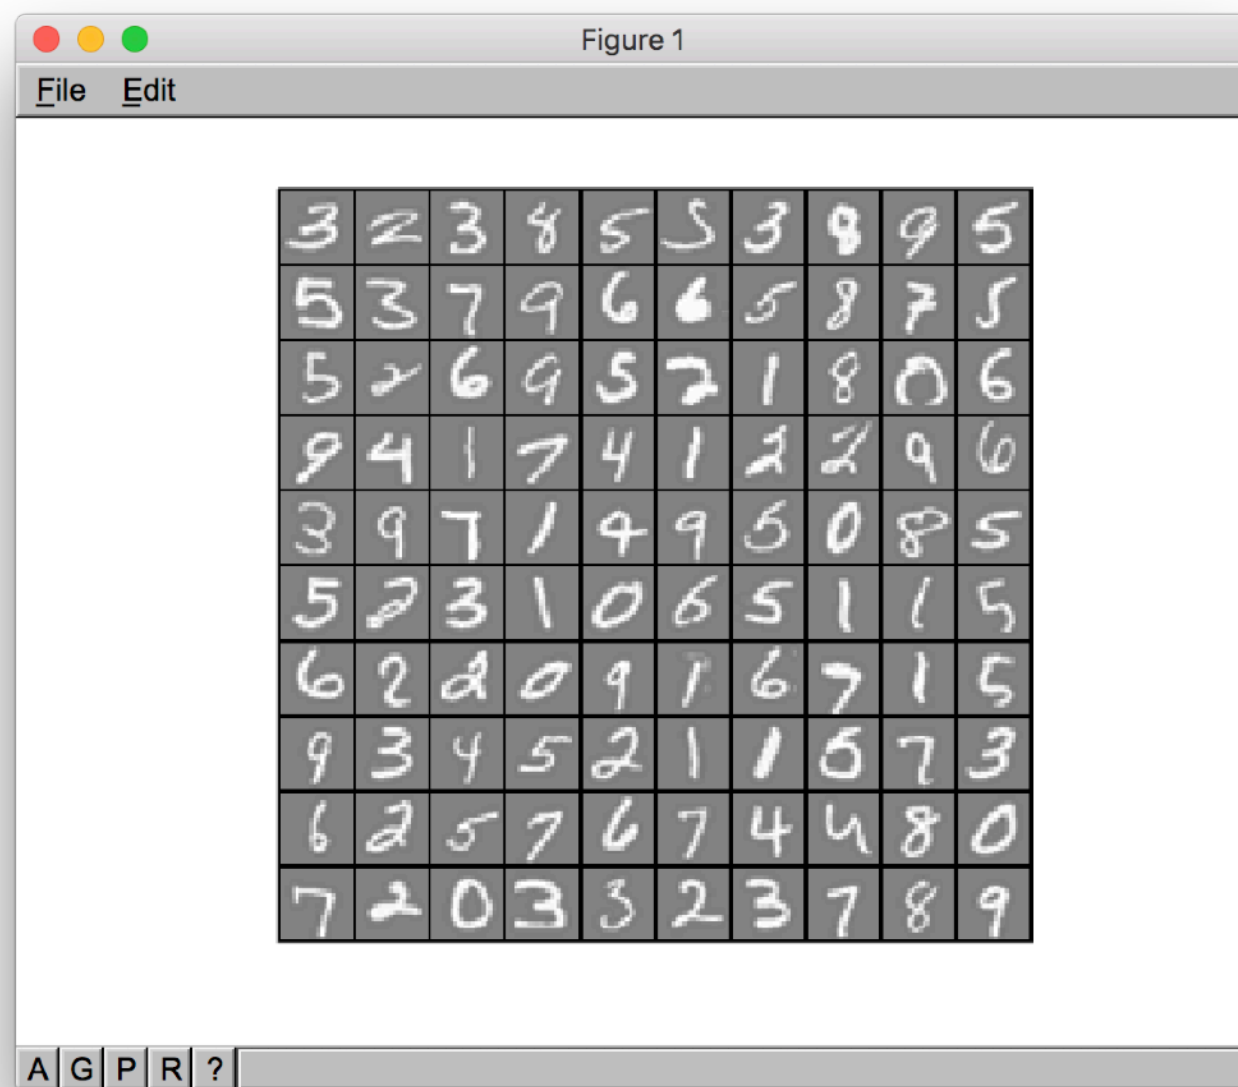 Figure 1
File Edit
3 2 3 8 5 5 3 8 9 5
5 3 7 9 6 6 5 8 7 5
5 2 6 9 5 2 1 8 0 6
9 4 1 7 4 1 2 2 9 6
3 9 7 1 4 9 5 0 8 5
5 2 3 1 0 6 5 1 1 5
6 2 2 0 9 1 6 7 1 5
9 3 4 5 2 1 1 6 7 3
6 2 5 7 6 7 4 4 8 0
7 2 0 3 3 2 3 7 8 9
A G P R ?